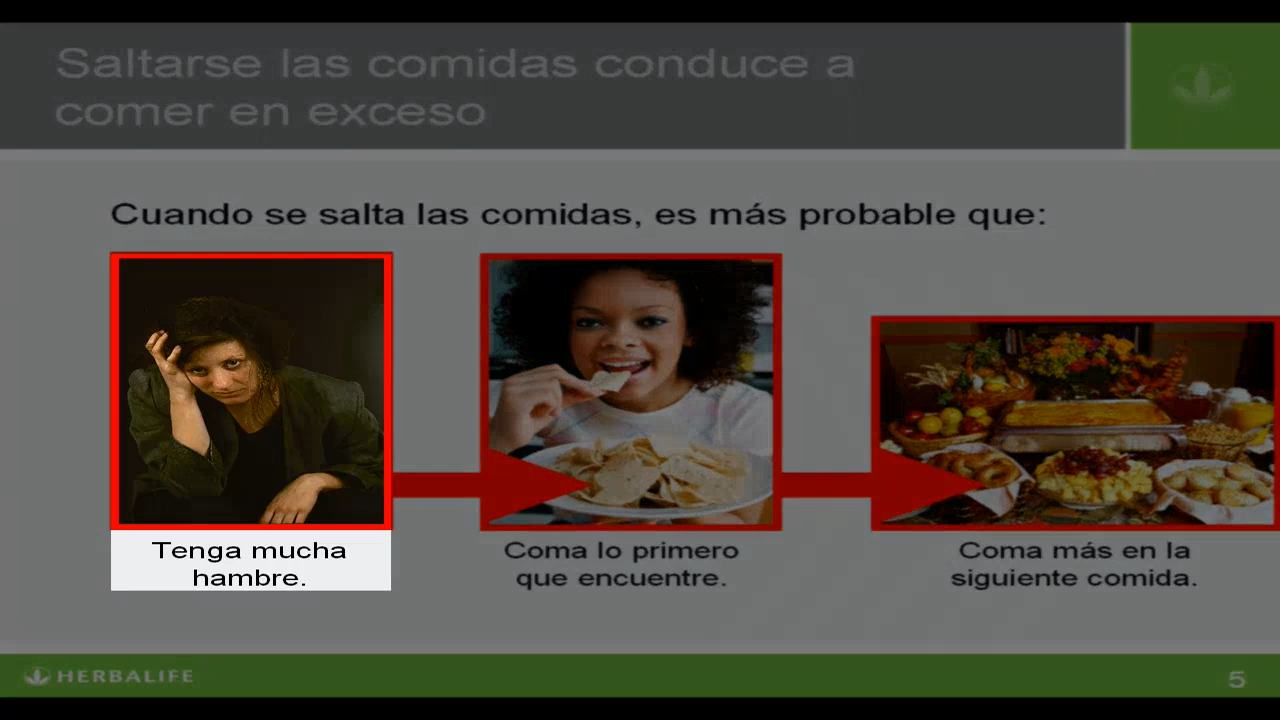 Saltarse las comidas conduce a
comer en exceso
Cuando se salta las comidas, es más probable que:
Tenga mucha
hambre.
Coma lo primero
que encuentre.
Coma más en la
siguiente comida.
HERBALIFE
5